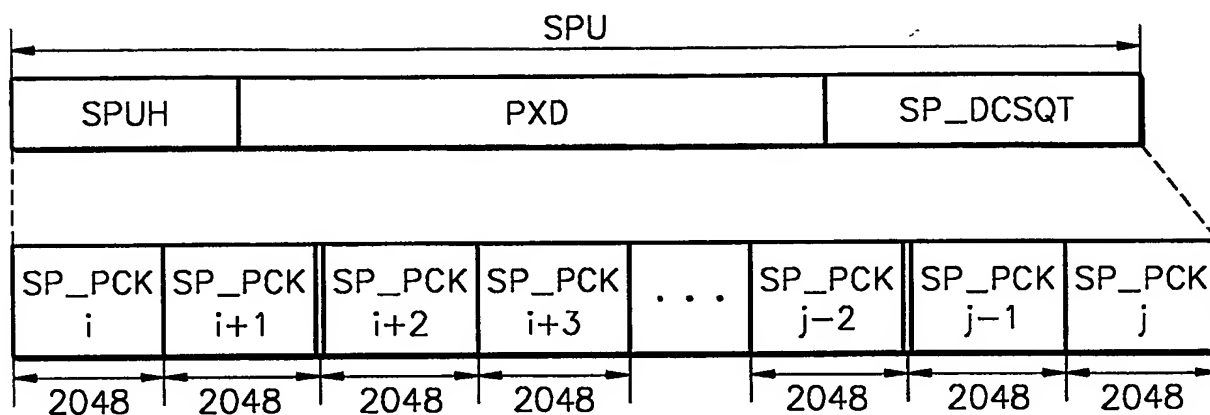 SPU
SPUH PXD SP_DCSQT
SP_PCK SP_PCK SP_PCK SP_PCK ... SP_PCK SP_PCK SP_PCK
i i+1 i+2 i+3 j-2 j-1 j
2048 2048 2048 2048 2048 2048 2048